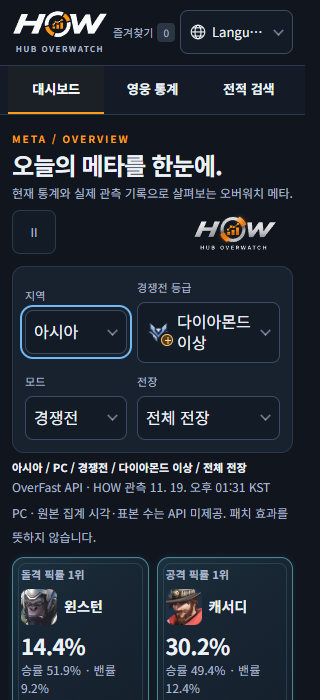 HOW
HUB OVERWATCH
즐겨찾기 0
Langu…
대시보드 영웅 통계 전적 검색
META / OVERVIEW
오늘의 메타를 한눈에.
현재 통계와 실제 관측 기록으로 살펴보는 오버워치 메타.
HOW
HUB OVERWATCH
지역
아시아
경쟁전 등급
다이아몬드
이상
모드
경쟁전
전장
전체 전장
아시아 / PC / 경쟁전 / 다이아몬드 이상 / 전체 전장
OverFast API · HOW 관측 11. 19. 오후 01:31 KST
PC · 원본 집계 시각·표본 수는 API 미제공. 패치 효과를
뜻하지 않습니다.
돌격 픽률 1위
윈스턴
14.4%
승률 51.9% · 밴률
9.2%
공격 픽률 1위
캐서디
30.2%
승률 49.4% · 밴률
12.4%